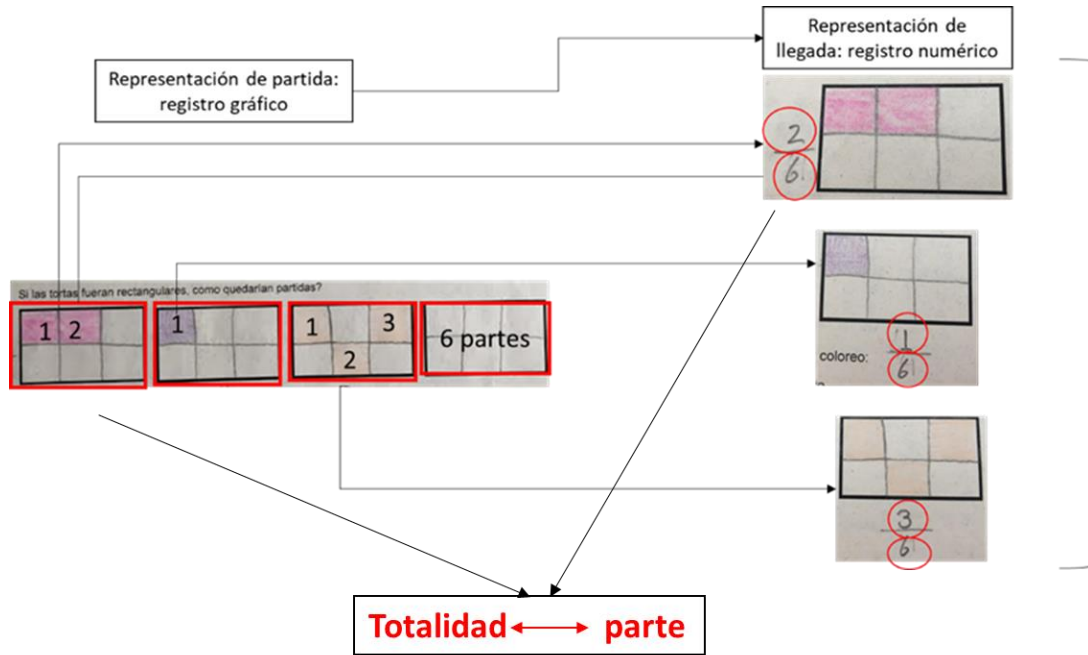 Representación de partida:
registro gráfico
Representación de
llegada: registro numérico
2
6
Si las tortas fueran rectangulares, como quedarían partidas?
1 2
1
1 3
2
6 partes
1
coloreo:
6
3
6
Totalidad parte